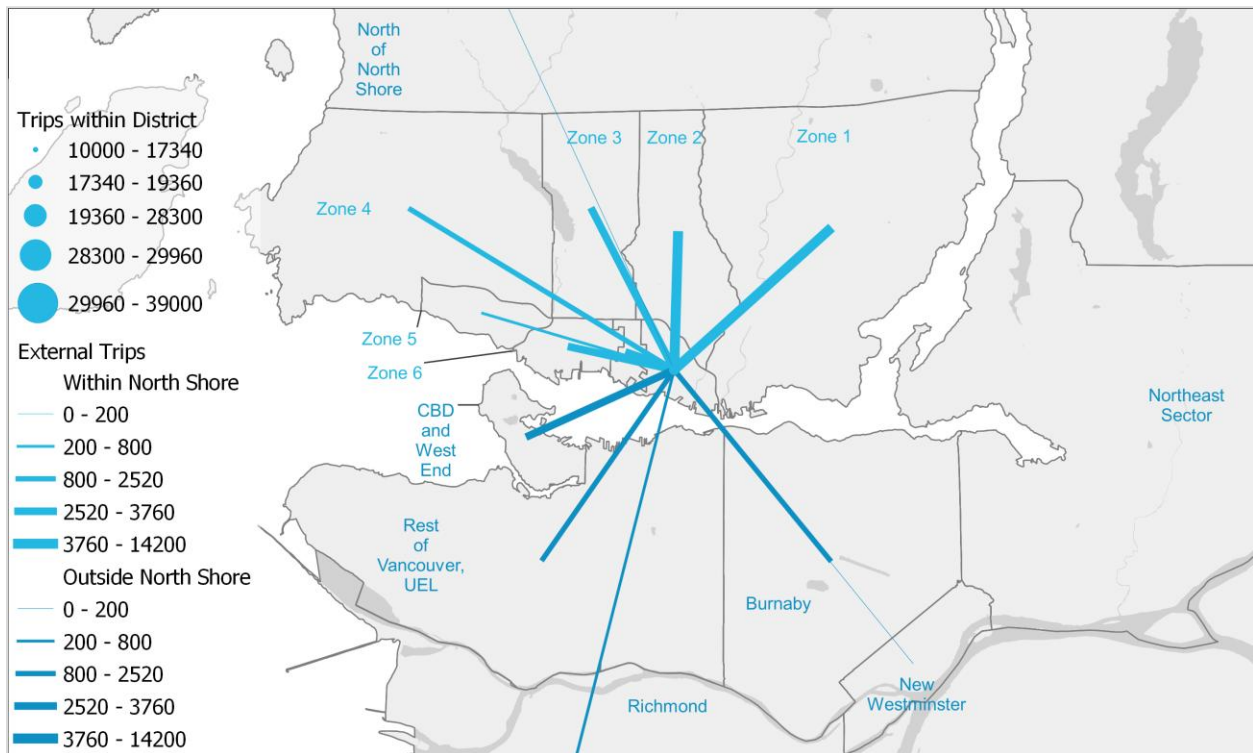 Trips within District
10000 - 17340
17340 - 19360
19360 - 28300
28300 - 29960
29960 - 39000
External Trips
Within North Shore
0 - 200
200 - 800
800 - 2520
2520 - 3760
3760 - 14200
Outside North Shore
0 - 200
200 - 800
800 - 2520
2520 - 3760
3760 - 14200
North
of
North
Shore
Zone 3
Zone 2
Zone 1
Zone 4
Zone 5
Zone 6
CBD
and
West
End
Northeast
Sector
Rest
of
Vancouver,
UEL
Burnaby
Richmond
New
Westminster